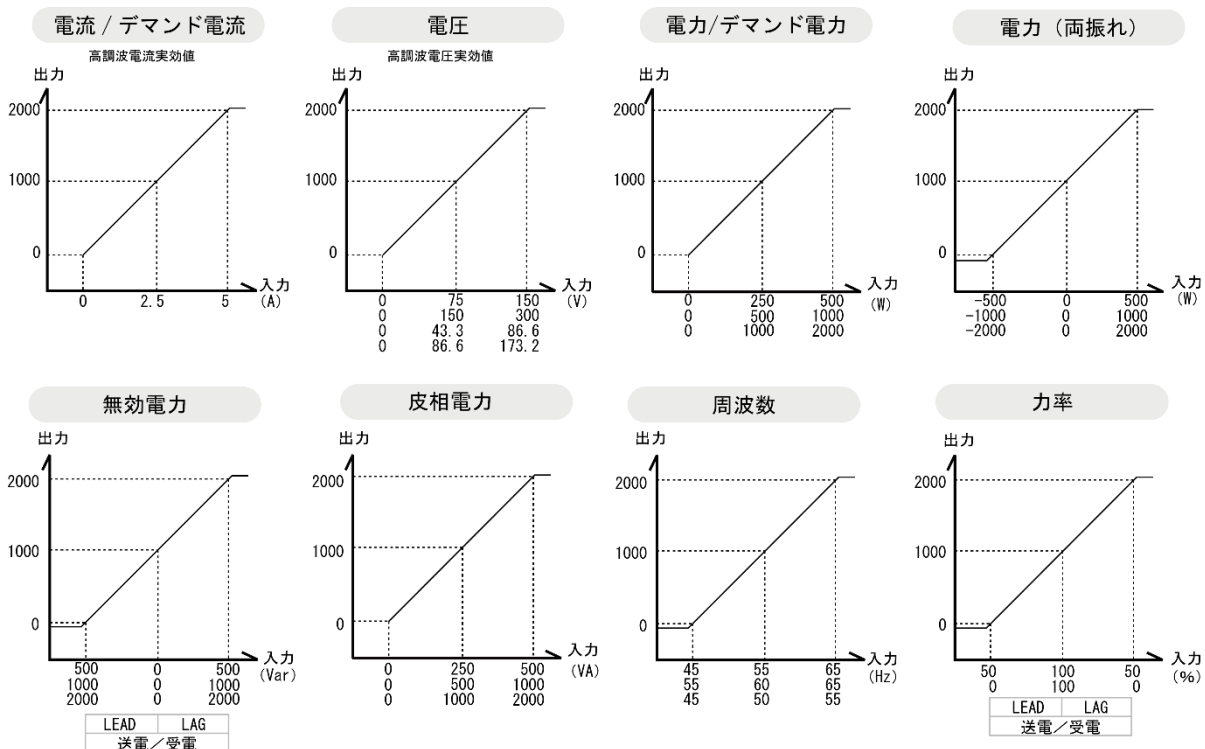 電流 / デマンド電流
高調波電流実効値
出力
2000
1000
0
入力
(A)
0 2.5 5
電圧
高調波電圧実効値
出力
2000
1000
0
入力
(V)
0 75 150
0 150 300
0 43.3 86.6
0 86.6 173.2
電力/デマンド電力
出力
2000
1000
0
入力
(W)
0 250 500
0 500 1000
0 1000 2000
電力（両振れ）
出力
2000
1000
0
入力
(W)
-500 0 500
-1000 0 1000
-2000 0 2000
無効電力
出力
2000
1000
0
入力
(Var)
500 0 500
1000 0 1000
2000 0 2000
LEAD LAG
送電／受電
皮相電力
出力
2000
1000
0
入力
(VA)
0 250 500
0 500 1000
0 1000 2000
周波数
出力
2000
1000
0
入力
(Hz)
45 55 65
55 60 65
45 50 55
力率
出力
2000
1000
0
入力
(%)
50 100 50
0 100 0
LEAD LAG
送電／受電